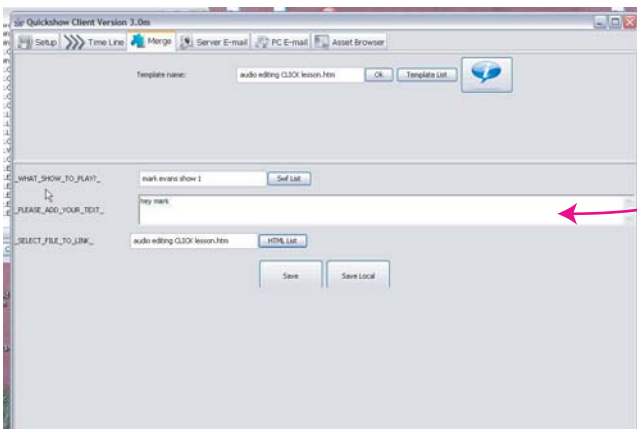 Quickshow Client Version 3.0m
Setup Time Line Merge Server E-mail PC E-mail Asset Browser
Template name: audio editing CLICK lesson.htm Ok Template List
_WHAT_SHOW_TO_PLAY?_ mark evans show 1 Swf List
_PLEASE_ADD_YOUR_TEXT_ hey mark
_SELECT_FILE_TO_LINK_ audio editing CLICK lesson.htm HTML List
Save Save Local